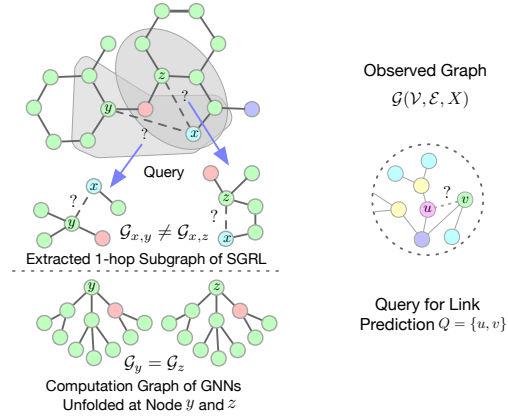 z
y
?
?
x
Query
x
?
y
z
?
x
𝒢ₓ,ᵧ ≠ 𝒢ₓ,𝓏
Extracted 1-hop Subgraph of SGRL
y
z
𝒢ᵧ = 𝒢𝓏
Computation Graph of GNNs
Unfolded at Node y and z
Observed Graph
𝒢(𝒱, ℰ, X)
?
u
v
Query for Link
Prediction Q = {u, v}